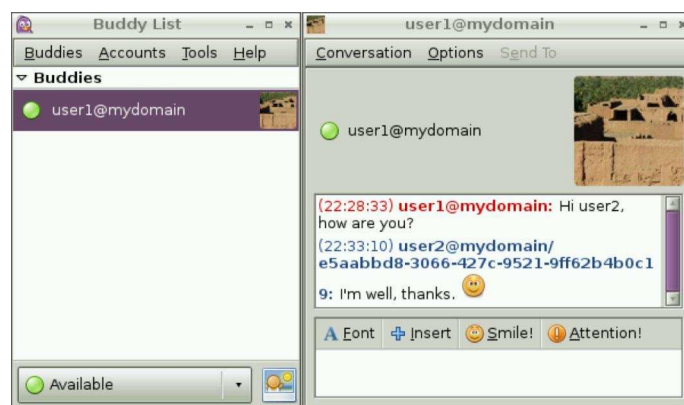 Buddy List
Buddies Accounts Tools Help
Buddies
user1@mydomain
Available
user1@mydomain
Conversation Options Send To
user1@mydomain
(22:28:33) user1@mydomain: Hi user2,
how are you?
(22:33:10) user2@mydomain/
e5aabbd8-3066-427c-9521-9ff62b4b0c1
9: I'm well, thanks.
Font Insert Smile! Attention!